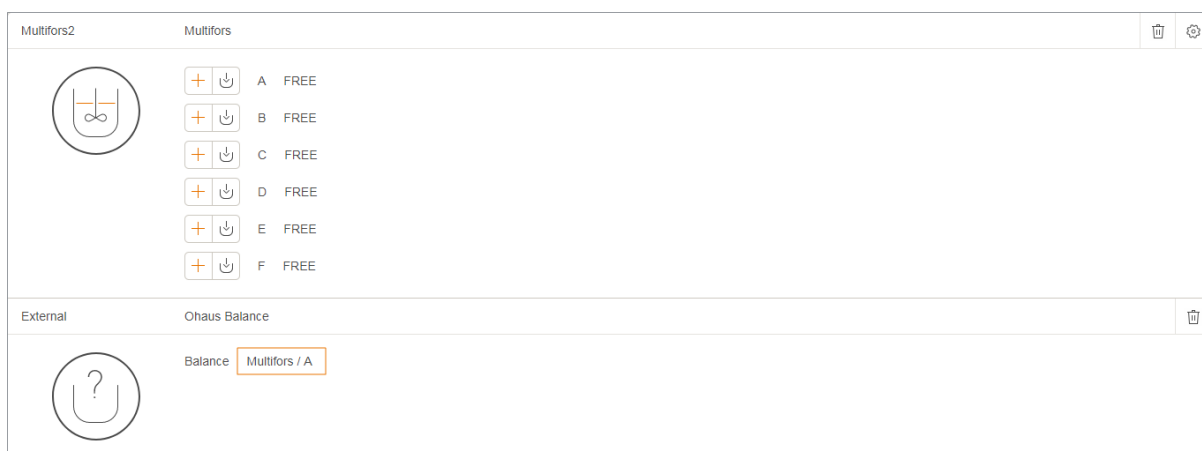 Multifors2 Multifors
A FREE
B FREE
C FREE
D FREE
E FREE
F FREE
External Ohaus Balance
Balance Multifors / A
?